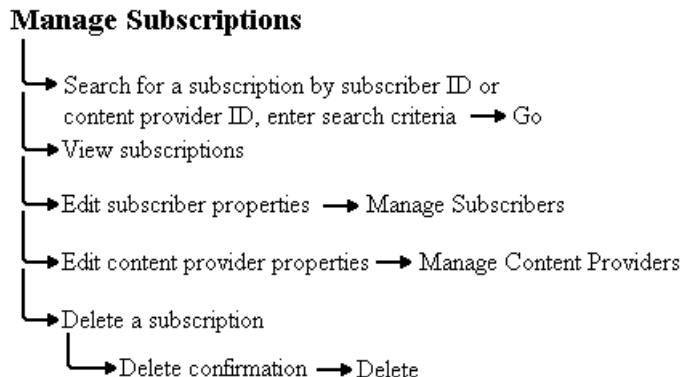 Manage Subscriptions
Search for a subscription by subscriber ID or
content provider ID, enter search criteria Go
View subscriptions
Edit subscriber properties Manage Subscribers
Edit content provider properties Manage Content Providers
Delete a subscription
Delete confirmation Delete